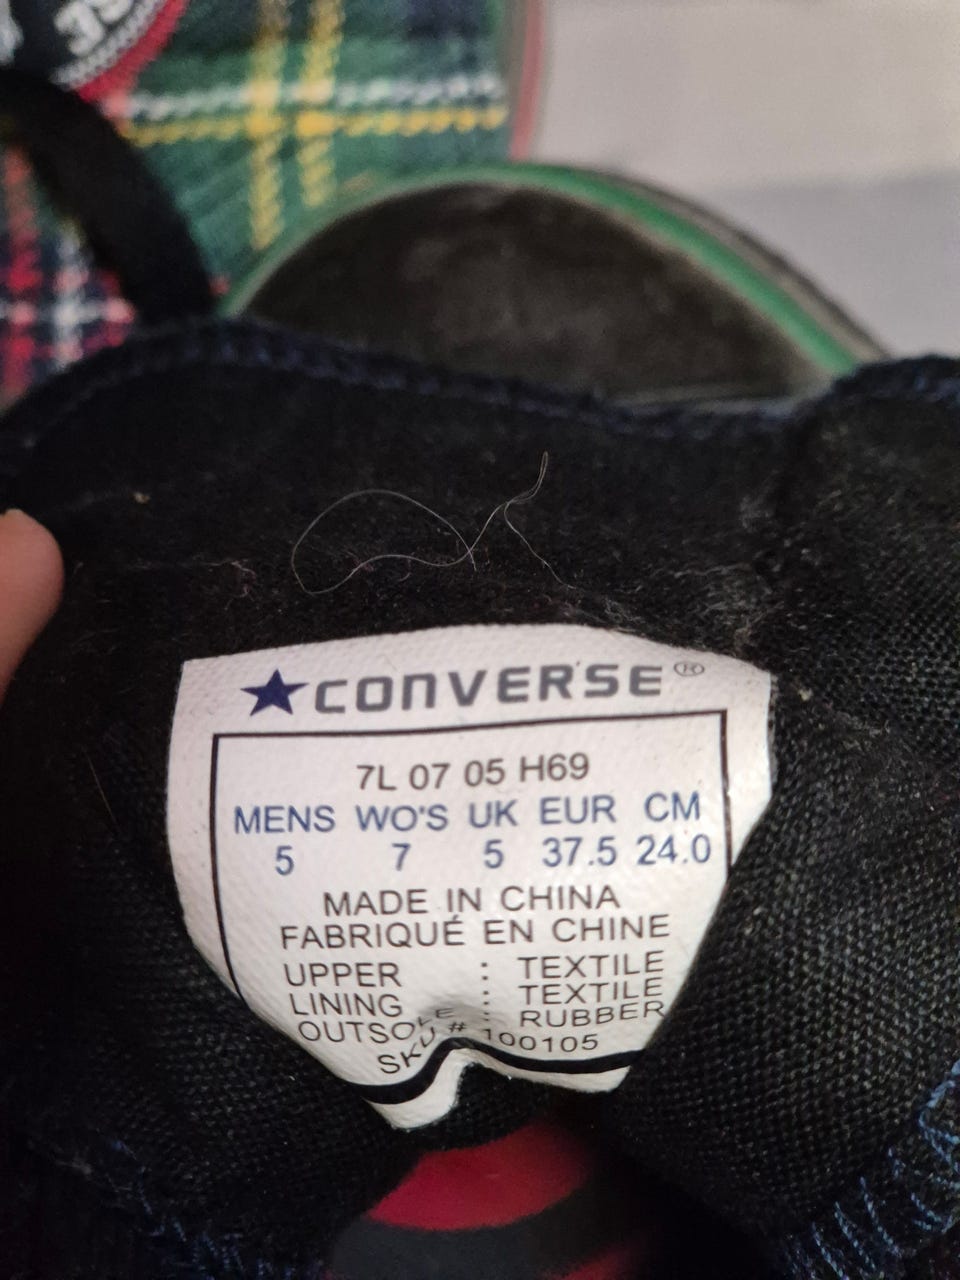 SE
CONVERSE®
7L 07 05 H69
MENS WO'S UK EUR CM
5 7 5 37.5 24.0
MADE IN CHINA
FABRIQUÉ EN CHINE
UPPER : TEXTILE
LINING : TEXTILE
OUTSOLE : RUBBER
SKU # 100105